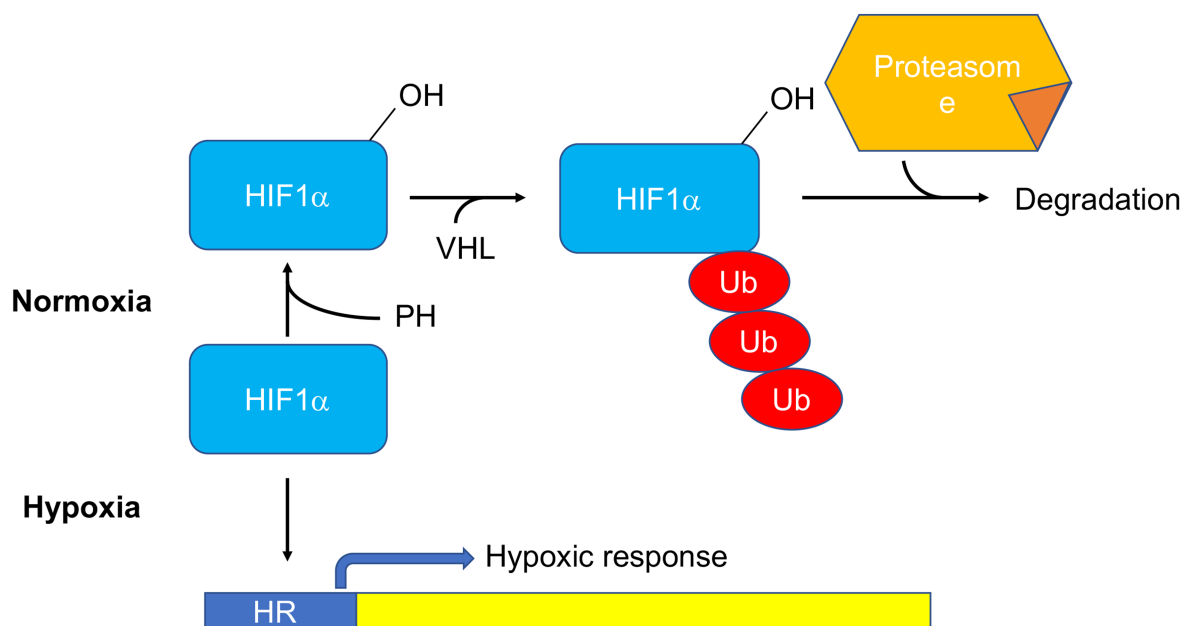 Proteasom
e
OH
OH
HIF1α
HIF1α
Degradation
VHL
Ub
Normoxia
PH
Ub
HIF1α
Ub
Hypoxia
Hypoxic response
HR